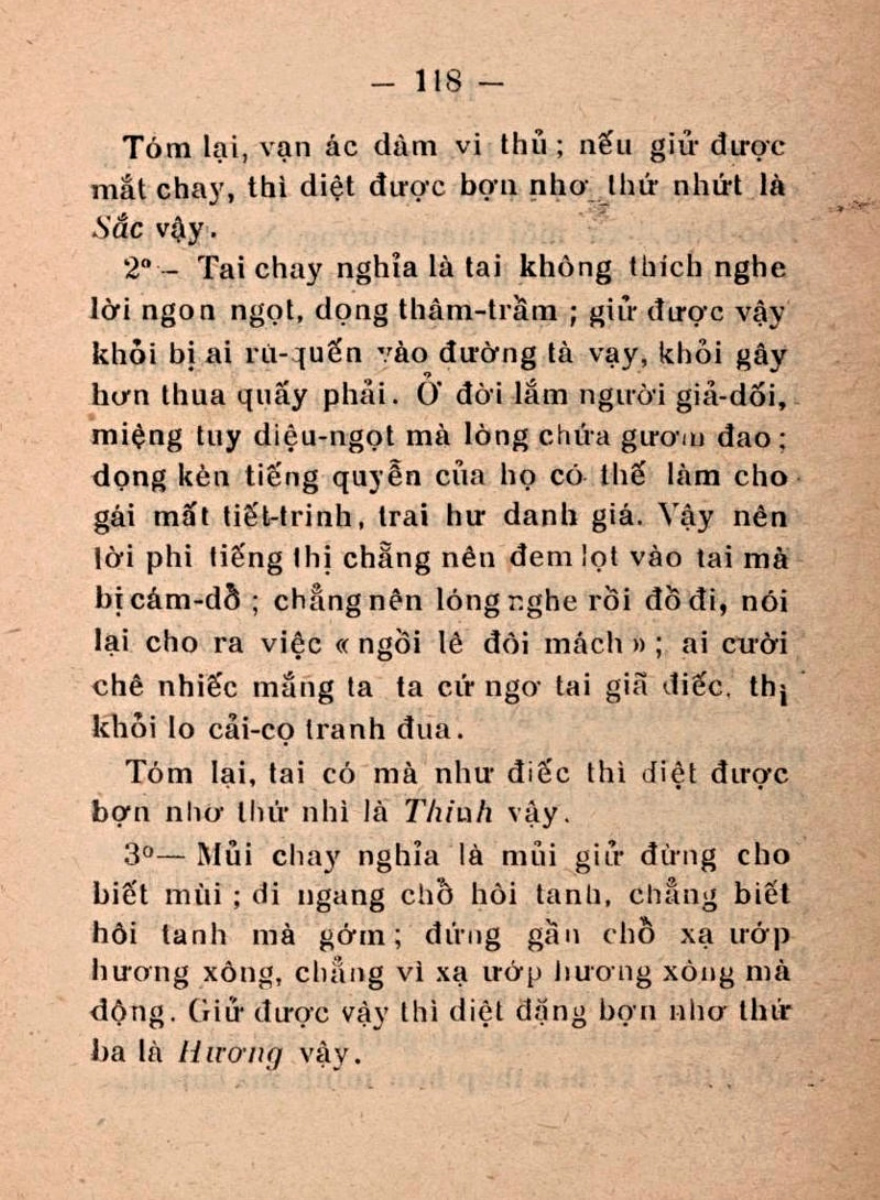 — 118 —
Tóm lại, vạn ác dâm vi thủ ; nếu giử được
mắt chay, thì diệt được bợn nhơ thứ nhứt là
Sắc vậy.
2º – Tai chay nghĩa là tai không thích nghe
lời ngon ngọt, dọng thâm-trầm ; giử được vậy
khỏi bị ai rủ-quến vào đường tà vạy, khỏi gây
hơn thua quấy phải. Ở đời lắm người giả-dối,
miệng tuy diệu-ngọt mà lòng chứa gươm đao ;
dọng kèn tiếng quyễn của họ có thế làm cho
gái mất tiết-trinh, trai hư danh giá. Vậy nên
lời phi tiếng thị chẵng nên đem lọt vào tai mà
bị cám-dỗ ; chẳng nên lóng nghe rồi đồ đi, nói
lại cho ra việc « ngồi lê đôi mách » ; ai cười
chê nhiếc mắng ta ta cứ ngơ tai giã điếc, thị
khỏi lo cải-cọ tranh đua.
Tóm lại, tai có mà như điếc thì diệt được
bợn nhơ thứ nhì là Thinh vậy.
3º— Mủi chay nghĩa là mủi giử đừng cho
biết mùi ; đi ngang chỗ hôi tanh, chẳng biết
hôi tanh mà gớm ; đứng gần chỗ xạ ướp
hương xông, chẳng vì xạ ướp hương xông mà
động. Giử được vậy thì diệt đặng bợn nhơ thứ
ba là Hương vậy.